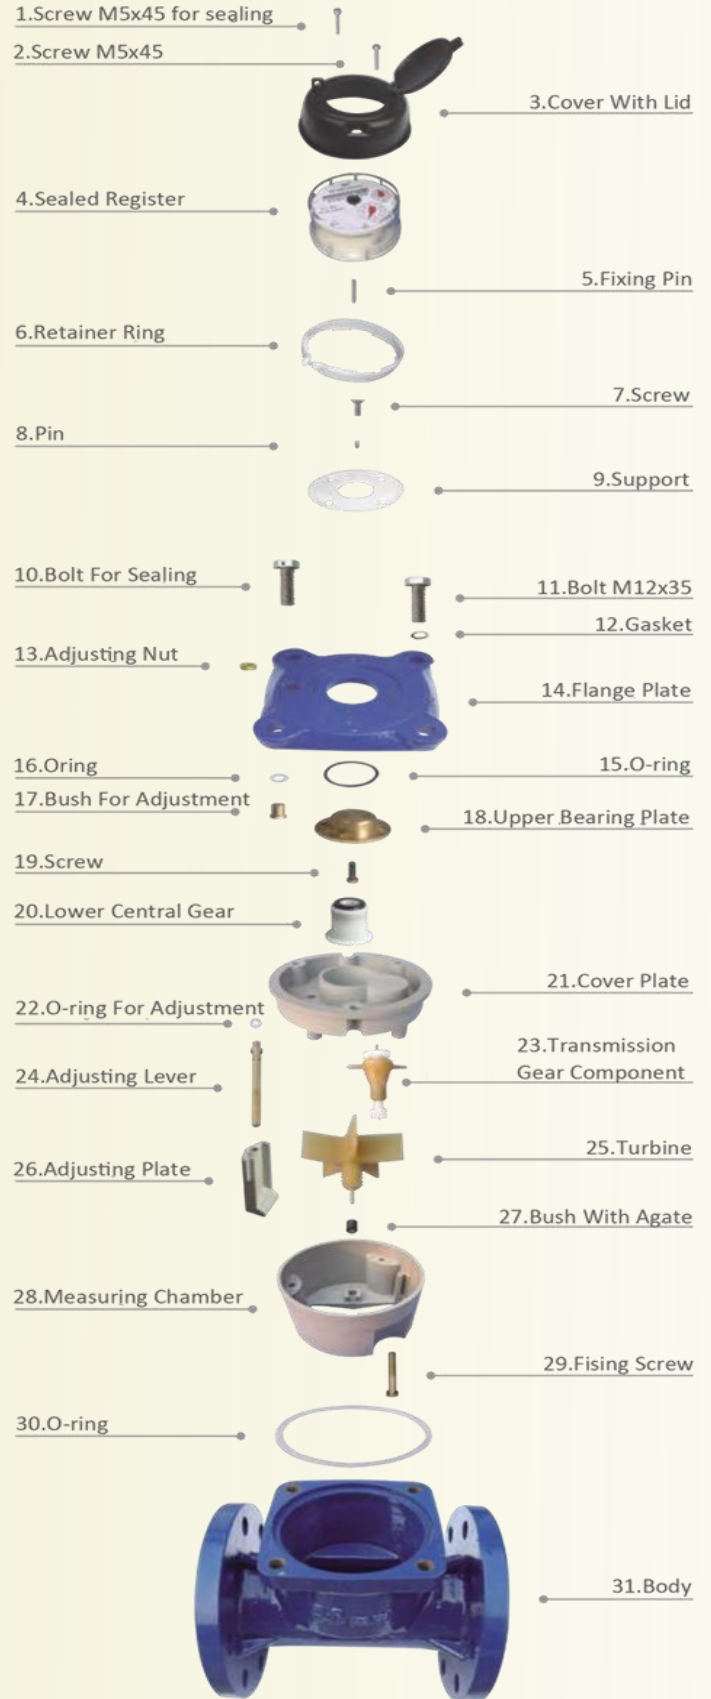 1.Screw M5x45 for sealing
2.Screw M5x45
3.Cover With Lid
4.Sealed Register
5.Fixing Pin
6.Retainer Ring
7.Screw
8.Pin
9.Support
10.Bolt For Sealing
11.Bolt M12x35
12.Gasket
13.Adjusting Nut
14.Flange Plate
15.O-ring
16.Oring
17.Bush For Adjustment
18.Upper Bearing Plate
19.Screw
20.Lower Central Gear
21.Cover Plate
22.O-ring For Adjustment
23.Transmission
Gear Component
24.Adjusting Lever
25.Turbine
26.Adjusting Plate
27.Bush With Agate
28.Measuring Chamber
29.Fising Screw
30.O-ring
31.Body